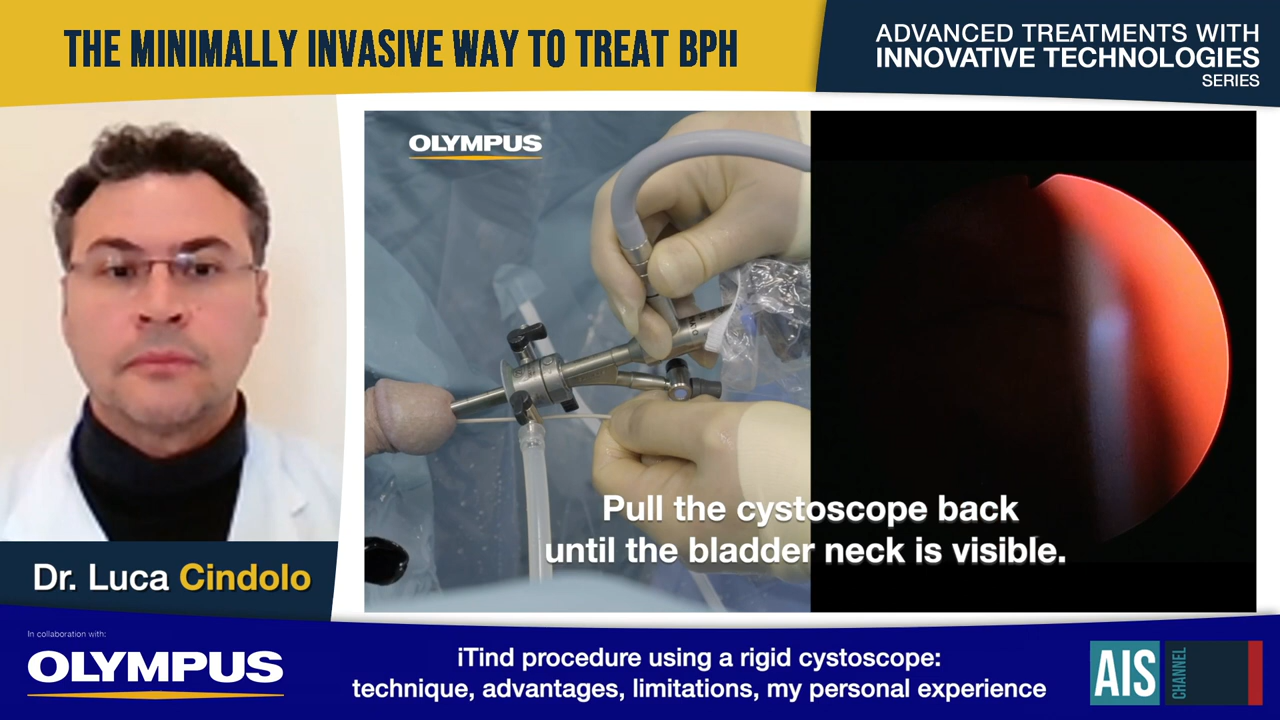 THE MINIMALLY INVASIVE WAY TO TREAT BPH
ADVANCED TREATMENTS WITH
INNOVATIVE TECHNOLOGIES
SERIES
OLYMPUS
Pull the cystoscope back
until the bladder neck is visible.
Dr. Luca Cindolo
In collaboration with:
OLYMPUS
iTind procedure using a rigid cystoscope:
technique, advantages, limitations, my personal experience
AIS
CHANNEL